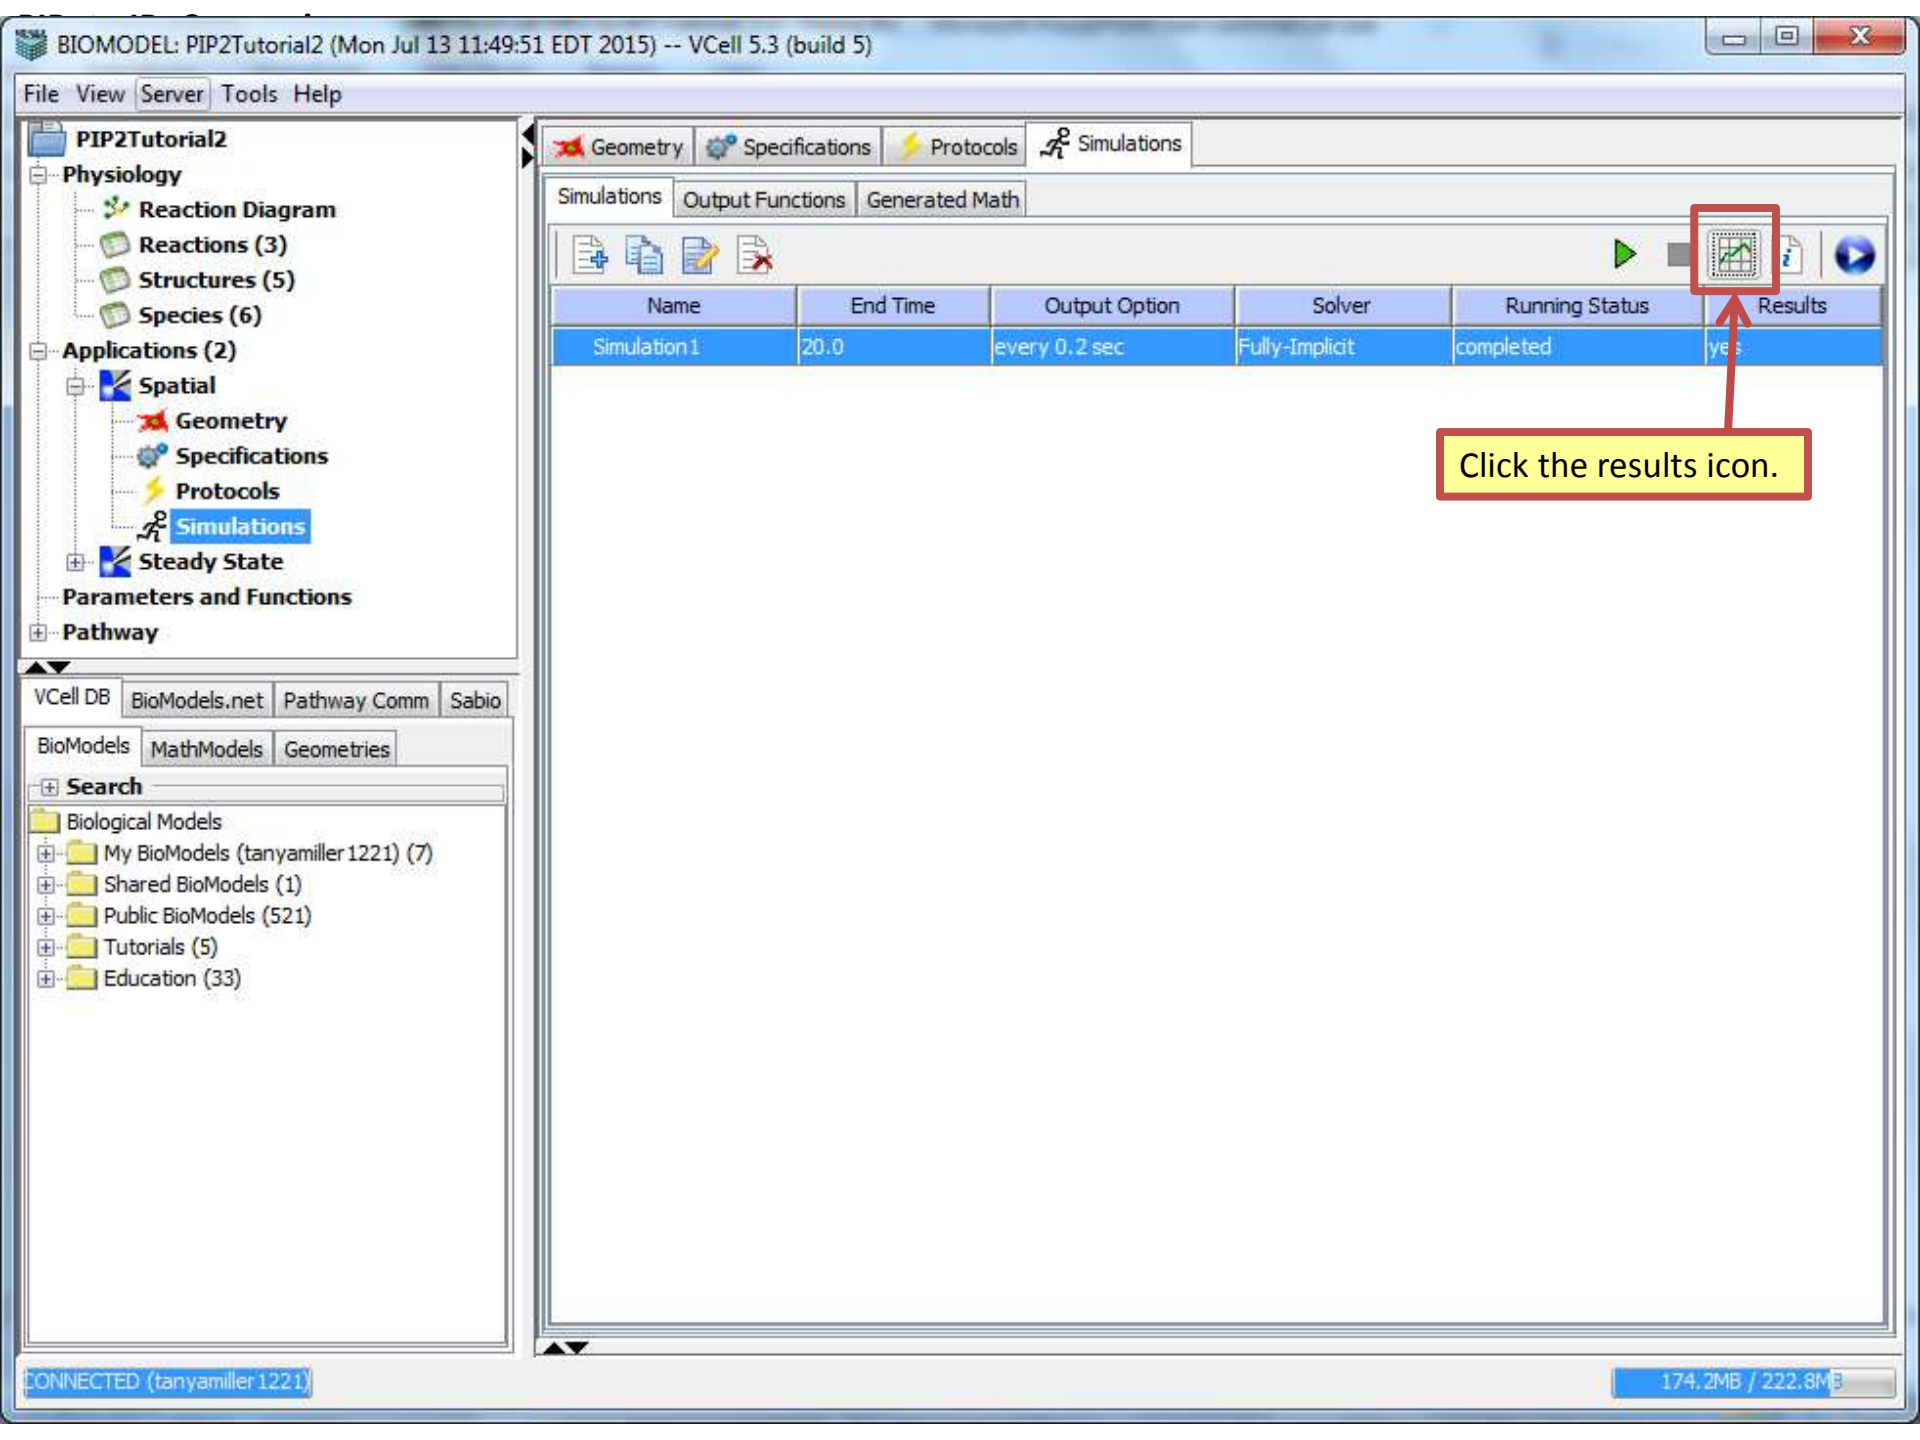 BIOMODEL: PIP2Tutorial2 (Mon Jul 13 11:49:51 EDT 2015) -- VCell 5.3 (build 5)
File View Server Tools Help
PIP2Tutorial2
Physiology
Reaction Diagram
Reactions (3)
Structures (5)
Species (6)
Applications (2)
Spatial
Geometry
Specifications
Protocols
Simulations
Steady State
Parameters and Functions
Pathway
VCell DB BioModels.net Pathway Comm Sabio
BioModels MathModels Geometries
Search
Biological Models
My BioModels (tanyamiller1221) (7)
Shared BioModels (1)
Public BioModels (521)
Tutorials (5)
Education (33)
Geometry Specifications Protocols Simulations
Simulations Output Functions Generated Math
Name End Time Output Option Solver Running Status Results
Simulation1 20.0 every 0.2 sec Fully-Implicit completed yes
Click the results icon.
CONNECTED (tanyamiller1221)
174.2MB / 222.8MB